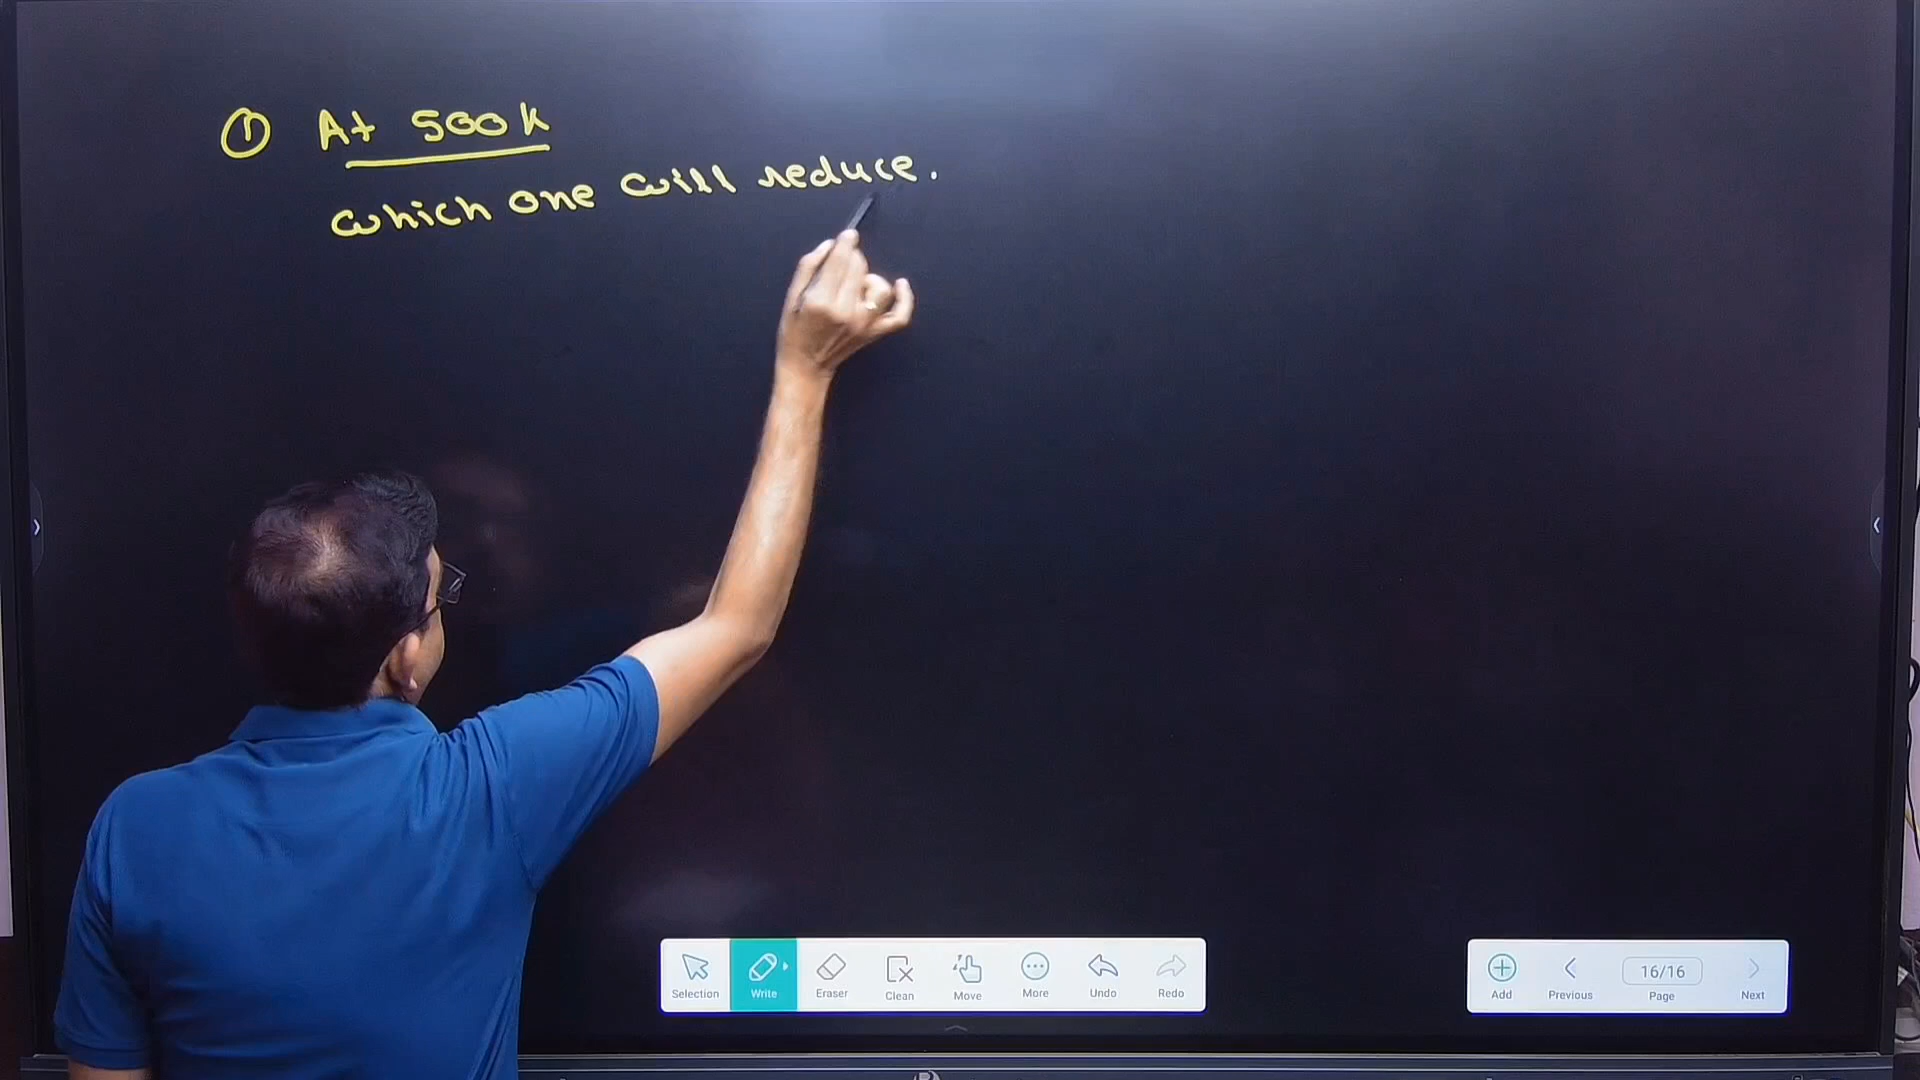 ① At 500 K
which one will reduce.
Selection
Write
Eraser
Clean
Move
More
Undo
Redo
Add
Previous
16/16
Page
Next